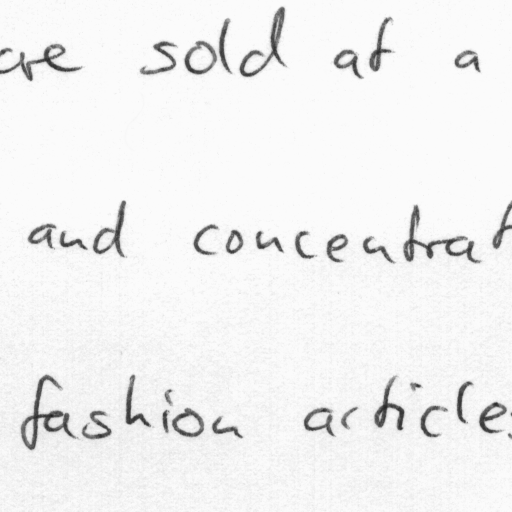 are sold at a
and concentrat
fashion articles